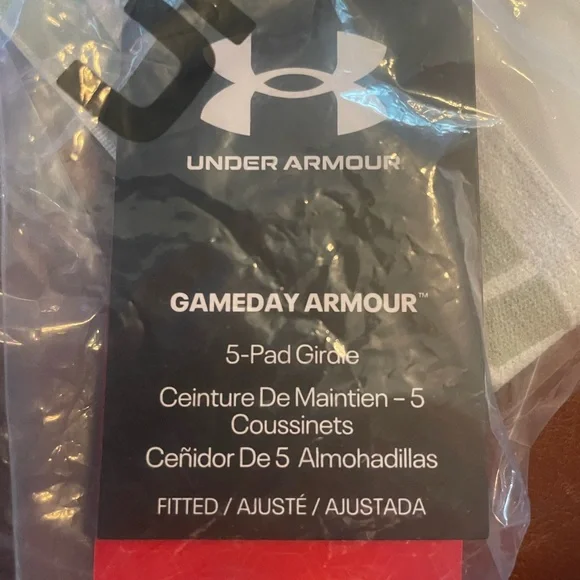 UNDER ARMOUR
GAMEDAY ARMOUR™
5-Pad Girdle
Ceinture De Maintien – 5
Coussinets
Ceñidor De 5 Almohadillas
FITTED / AJUSTÉ / AJUSTADA